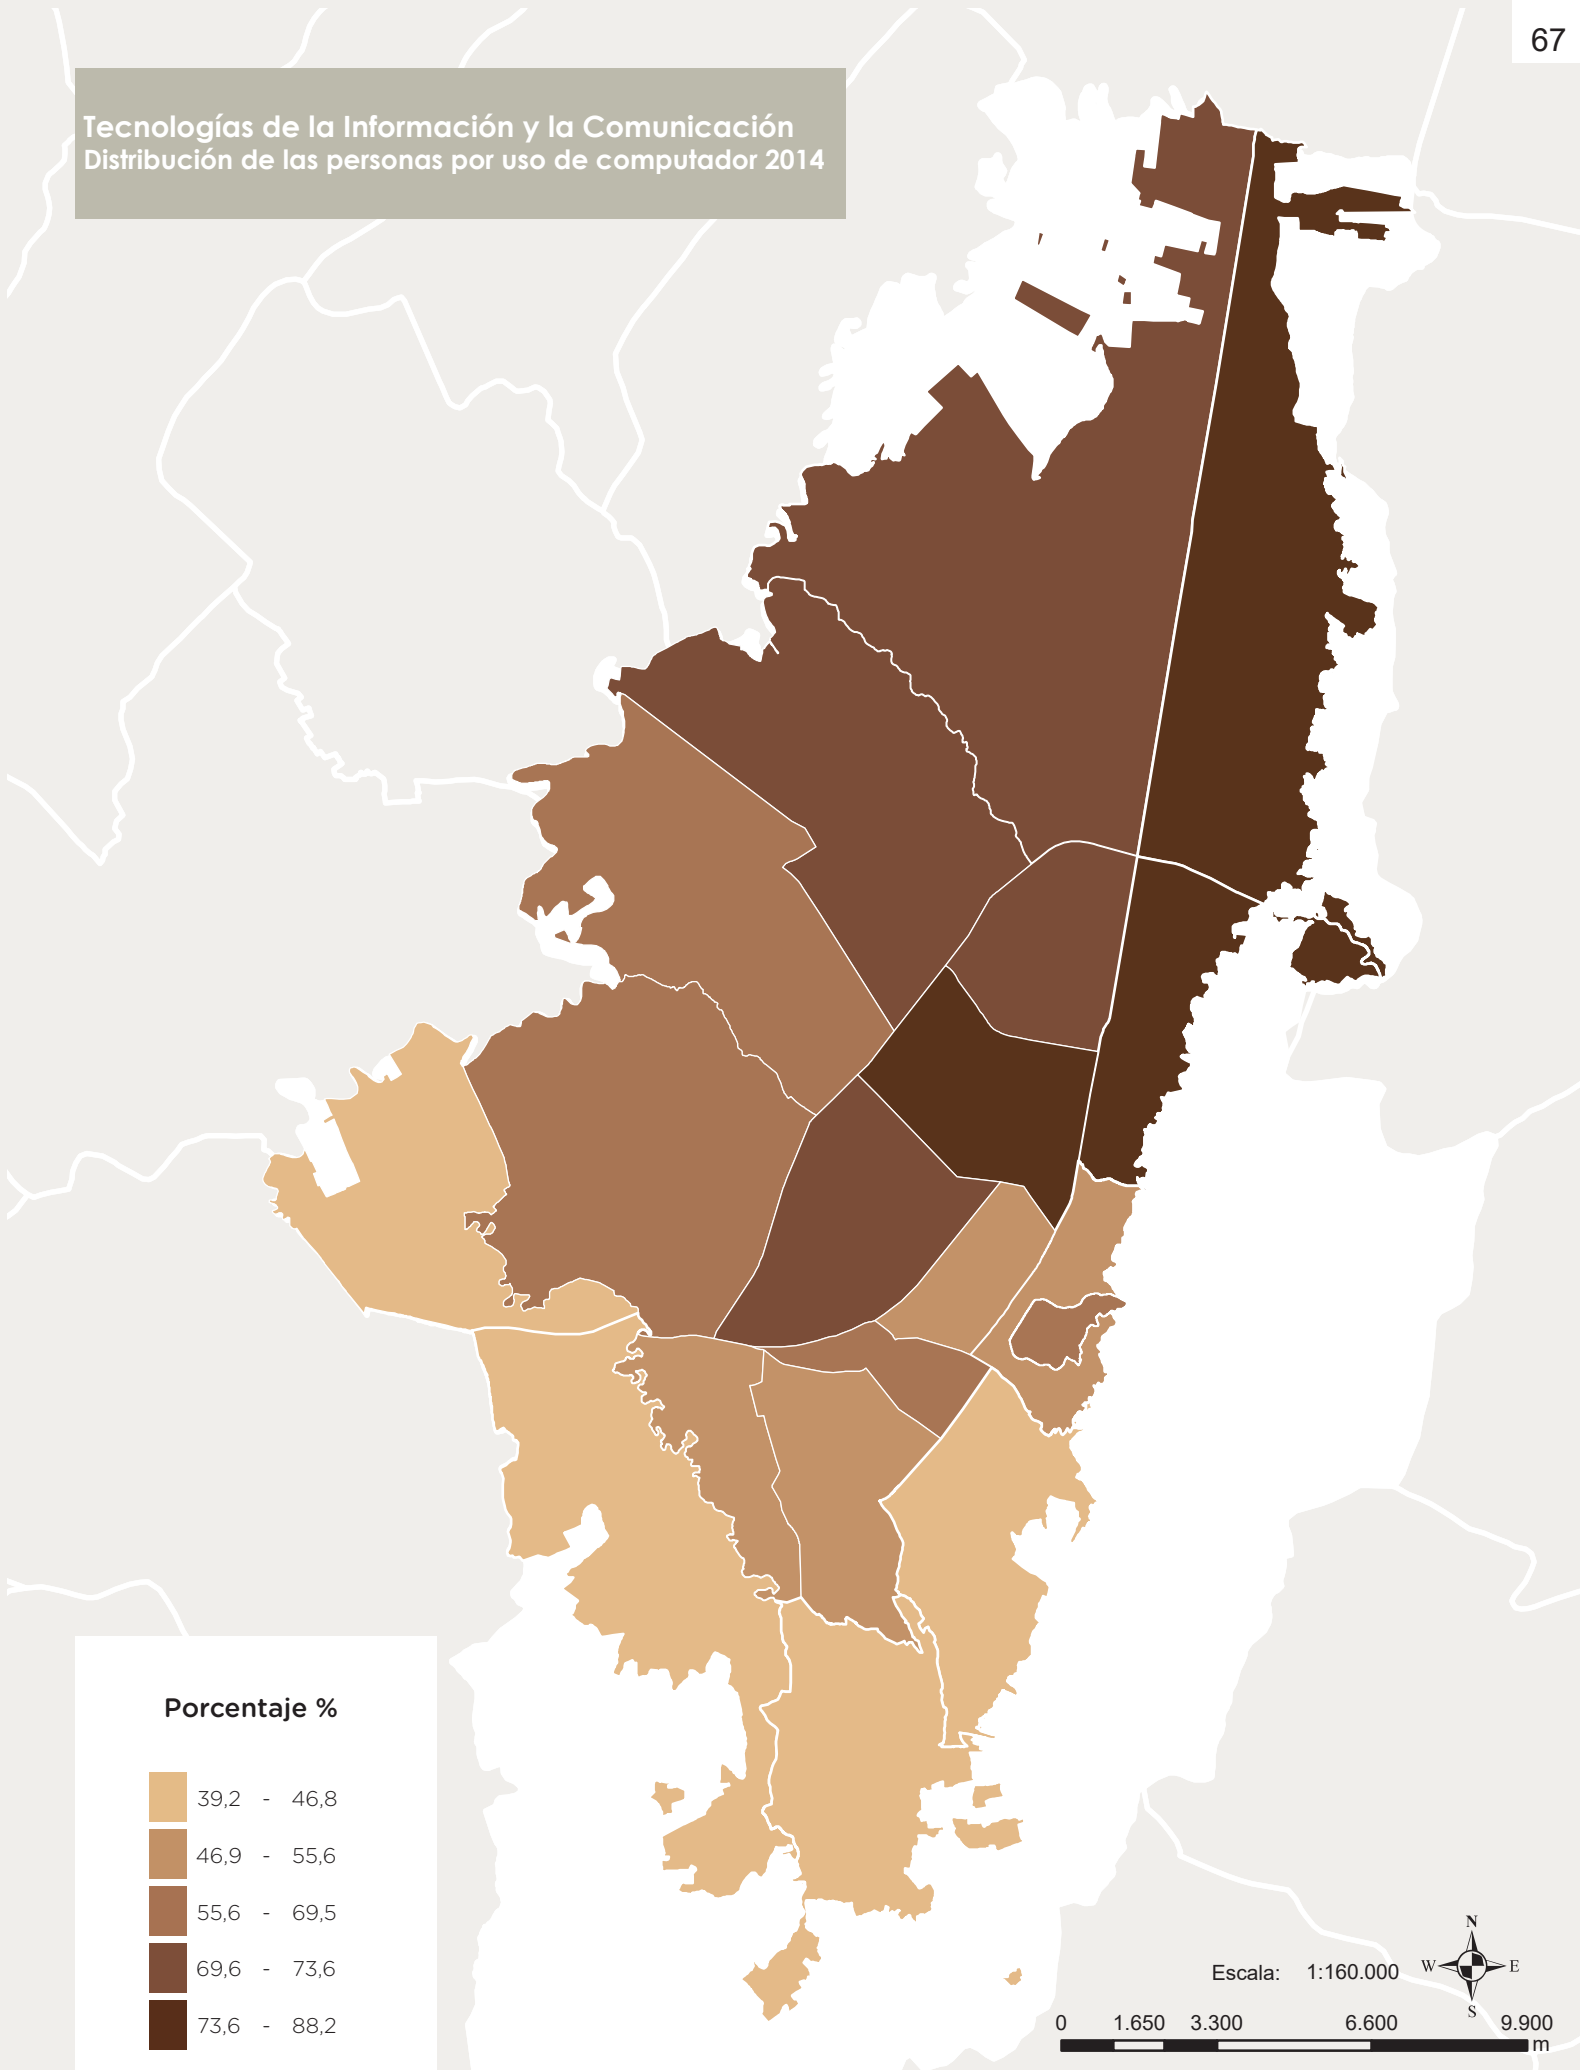 67
Tecnologías de la Información y la Comunicación
Distribución de las personas por uso de computador 2014
Porcentaje %
39,2 - 46,8
46,9 - 55,6
55,6 - 69,5
69,6 - 73,6
73,6 - 88,2
Escala: 1:160.000
N
W E
S
0 1.650 3.300 6.600 9.900
m